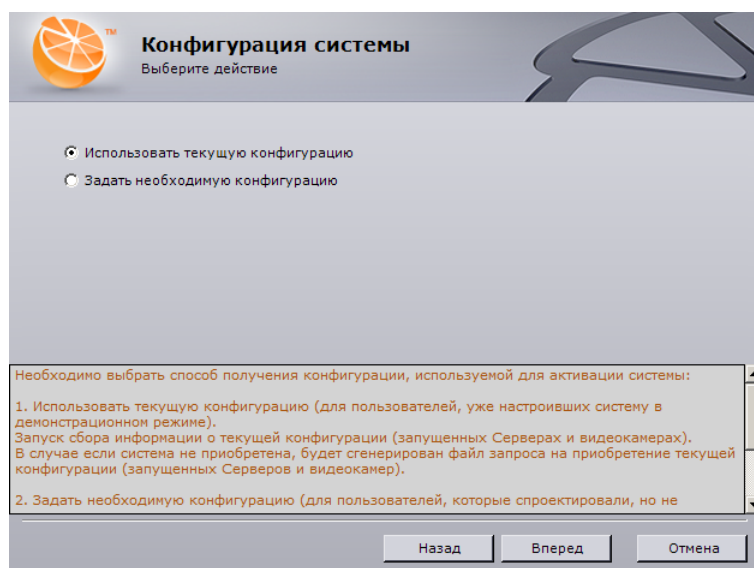 TM
Конфигурация системы
Выберите действие
Использовать текущую конфигурацию
Задать необходимую конфигурацию
Необходимо выбрать способ получения конфигурации, используемой для активации системы:
1. Использовать текущую конфигурацию (для пользователей, уже настроивших систему в
демонстрационном режиме).
Запуск сбора информации о текущей конфигурации (запущенных Серверах и видеокамерах).
В случае если система не приобретена, будет сгенерирован файл запроса на приобретение текущей
конфигурации (запущенных Серверов и видеокамер).
2. Задать необходимую конфигурацию (для пользователей, которые спроектировали, но не
Назад
Вперед
Отмена